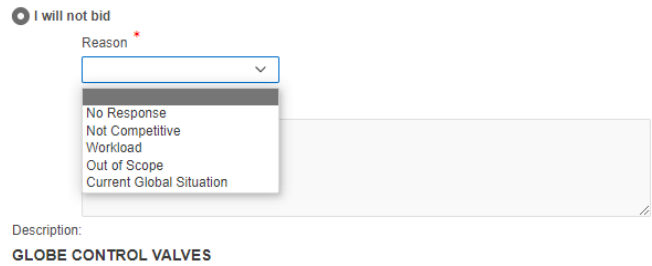 I will not bid
Reason *
No Response
Not Competitive
Workload
Out of Scope
Current Global Situation
Description:
GLOBE CONTROL VALVES